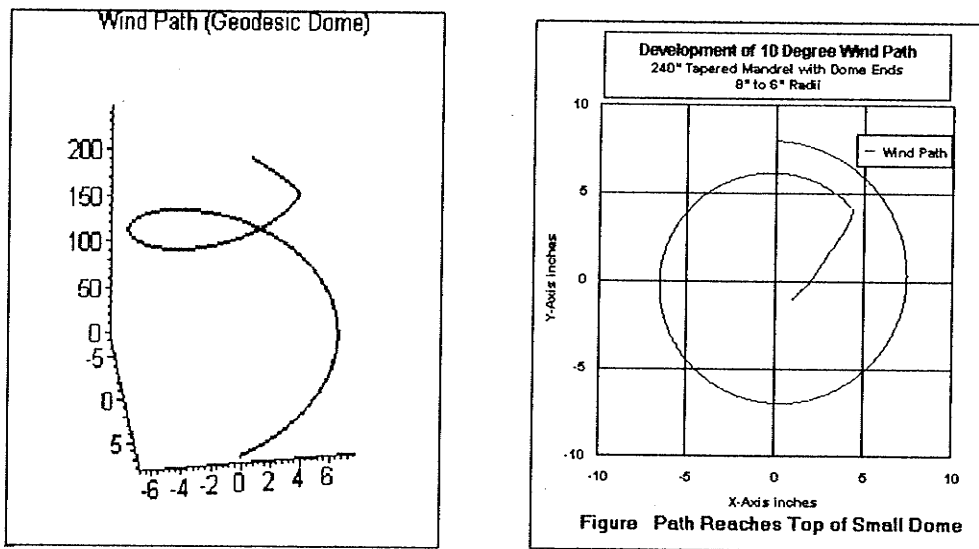 Wind Path (Geodesic Dome)
200
150
100
50
0
-5
0
5
-6 -4 -2 0 2 4 6
Development of 10 Degree Wind Path
240" Tapered Mandrel with Dome Ends
8" to 6" Radii
10
5
0
-5
-10
Y-Axis inches
Wind Path
-10 -5 0 5 10
X-Axis inches
Figure Path Reaches Top of Small Dome